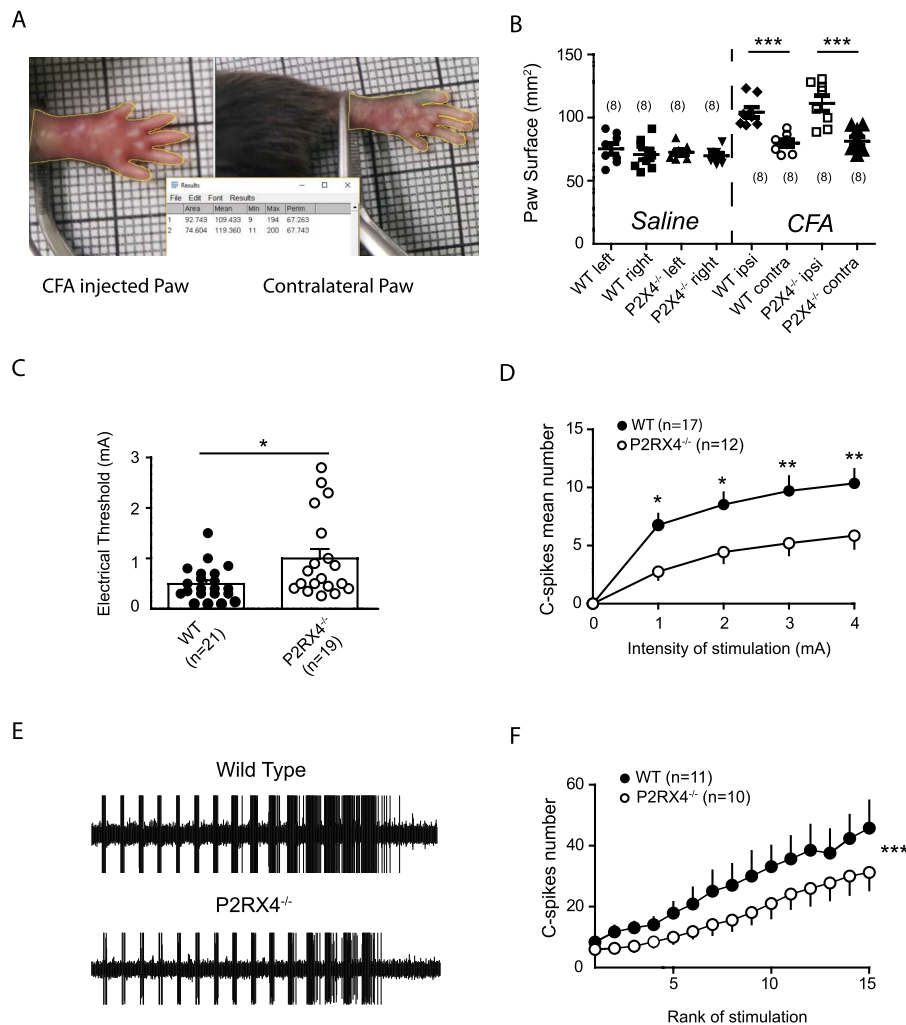 A
Results
File Edit Font Results
Area Mean Min Max Perim.
1 92.743 109.433 9 194 67.263
2 74.604 119.360 11 200 67.743
CFA injected Paw
Contralateral Paw
B
Paw Surface (mm²)
150
100
50
0
*** ***
(8) (8) (8) (8)
(8) (8) (8) (8)
Saline
CFA
WT left
WT right
P2X4-/- left
P2X4-/- right
WT ipsi
WT contra
P2X4-/- ipsi
P2X4-/- contra
C
Electrical Threshold (mA)
3
2
1
0
*
WT
(n=21)
P2RX4-/-
(n=19)
D
C-spikes mean number
15
10
5
0
WT (n=17)
P2RX4-/- (n=12)
* * ** **
0 1 2 3 4
Intensity of stimulation (mA)
E
Wild Type
P2RX4-/-
F
C-spikes number
60
40
20
0
WT (n=11)
P2RX4-/- (n=10)
***
5 10 15
Rank of stimulation